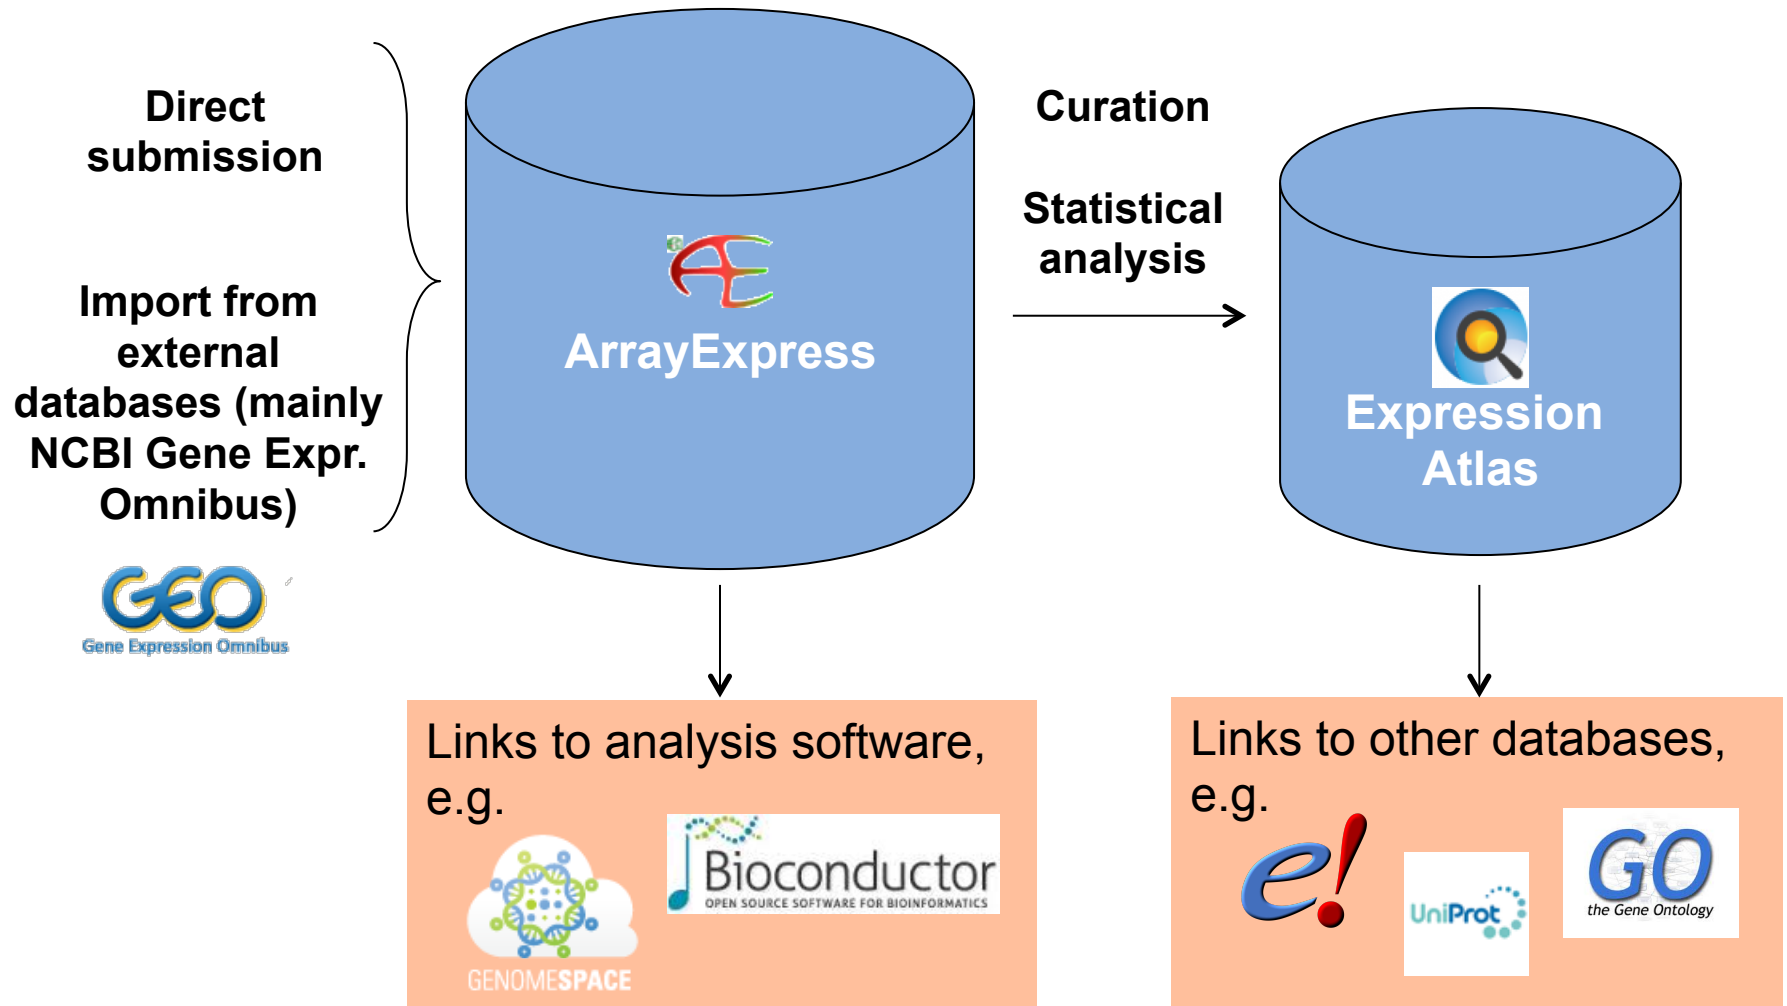 Direct
submission
Import from
external
databases (mainly
NCBI Gene Expr.
Omnibus)
GEO
Gene Expression Omnibus
AE
ArrayExpress
Curation
Statistical
analysis
Expression
Atlas
Links to analysis software,
e.g.
GENOMESPACE
Bioconductor
OPEN SOURCE SOFTWARE FOR BIOINFORMATICS
Links to other databases,
e.g.
e!
UniProt
GO
the Gene Ontology